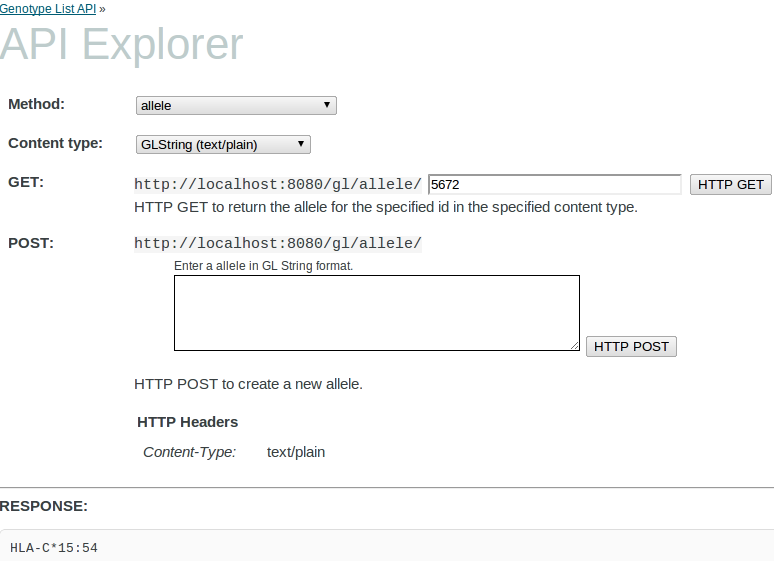 Genotype List API »
API Explorer
Method: allele
Content type: GLString (text/plain)
GET: http://localhost:8080/gl/allele/ 5672 HTTP GET
HTTP GET to return the allele for the specified id in the specified content type.
POST: http://localhost:8080/gl/allele/
Enter a allele in GL String format.
HTTP POST
HTTP POST to create a new allele.
HTTP Headers
Content-Type: text/plain
RESPONSE:
HLA-C*15:54